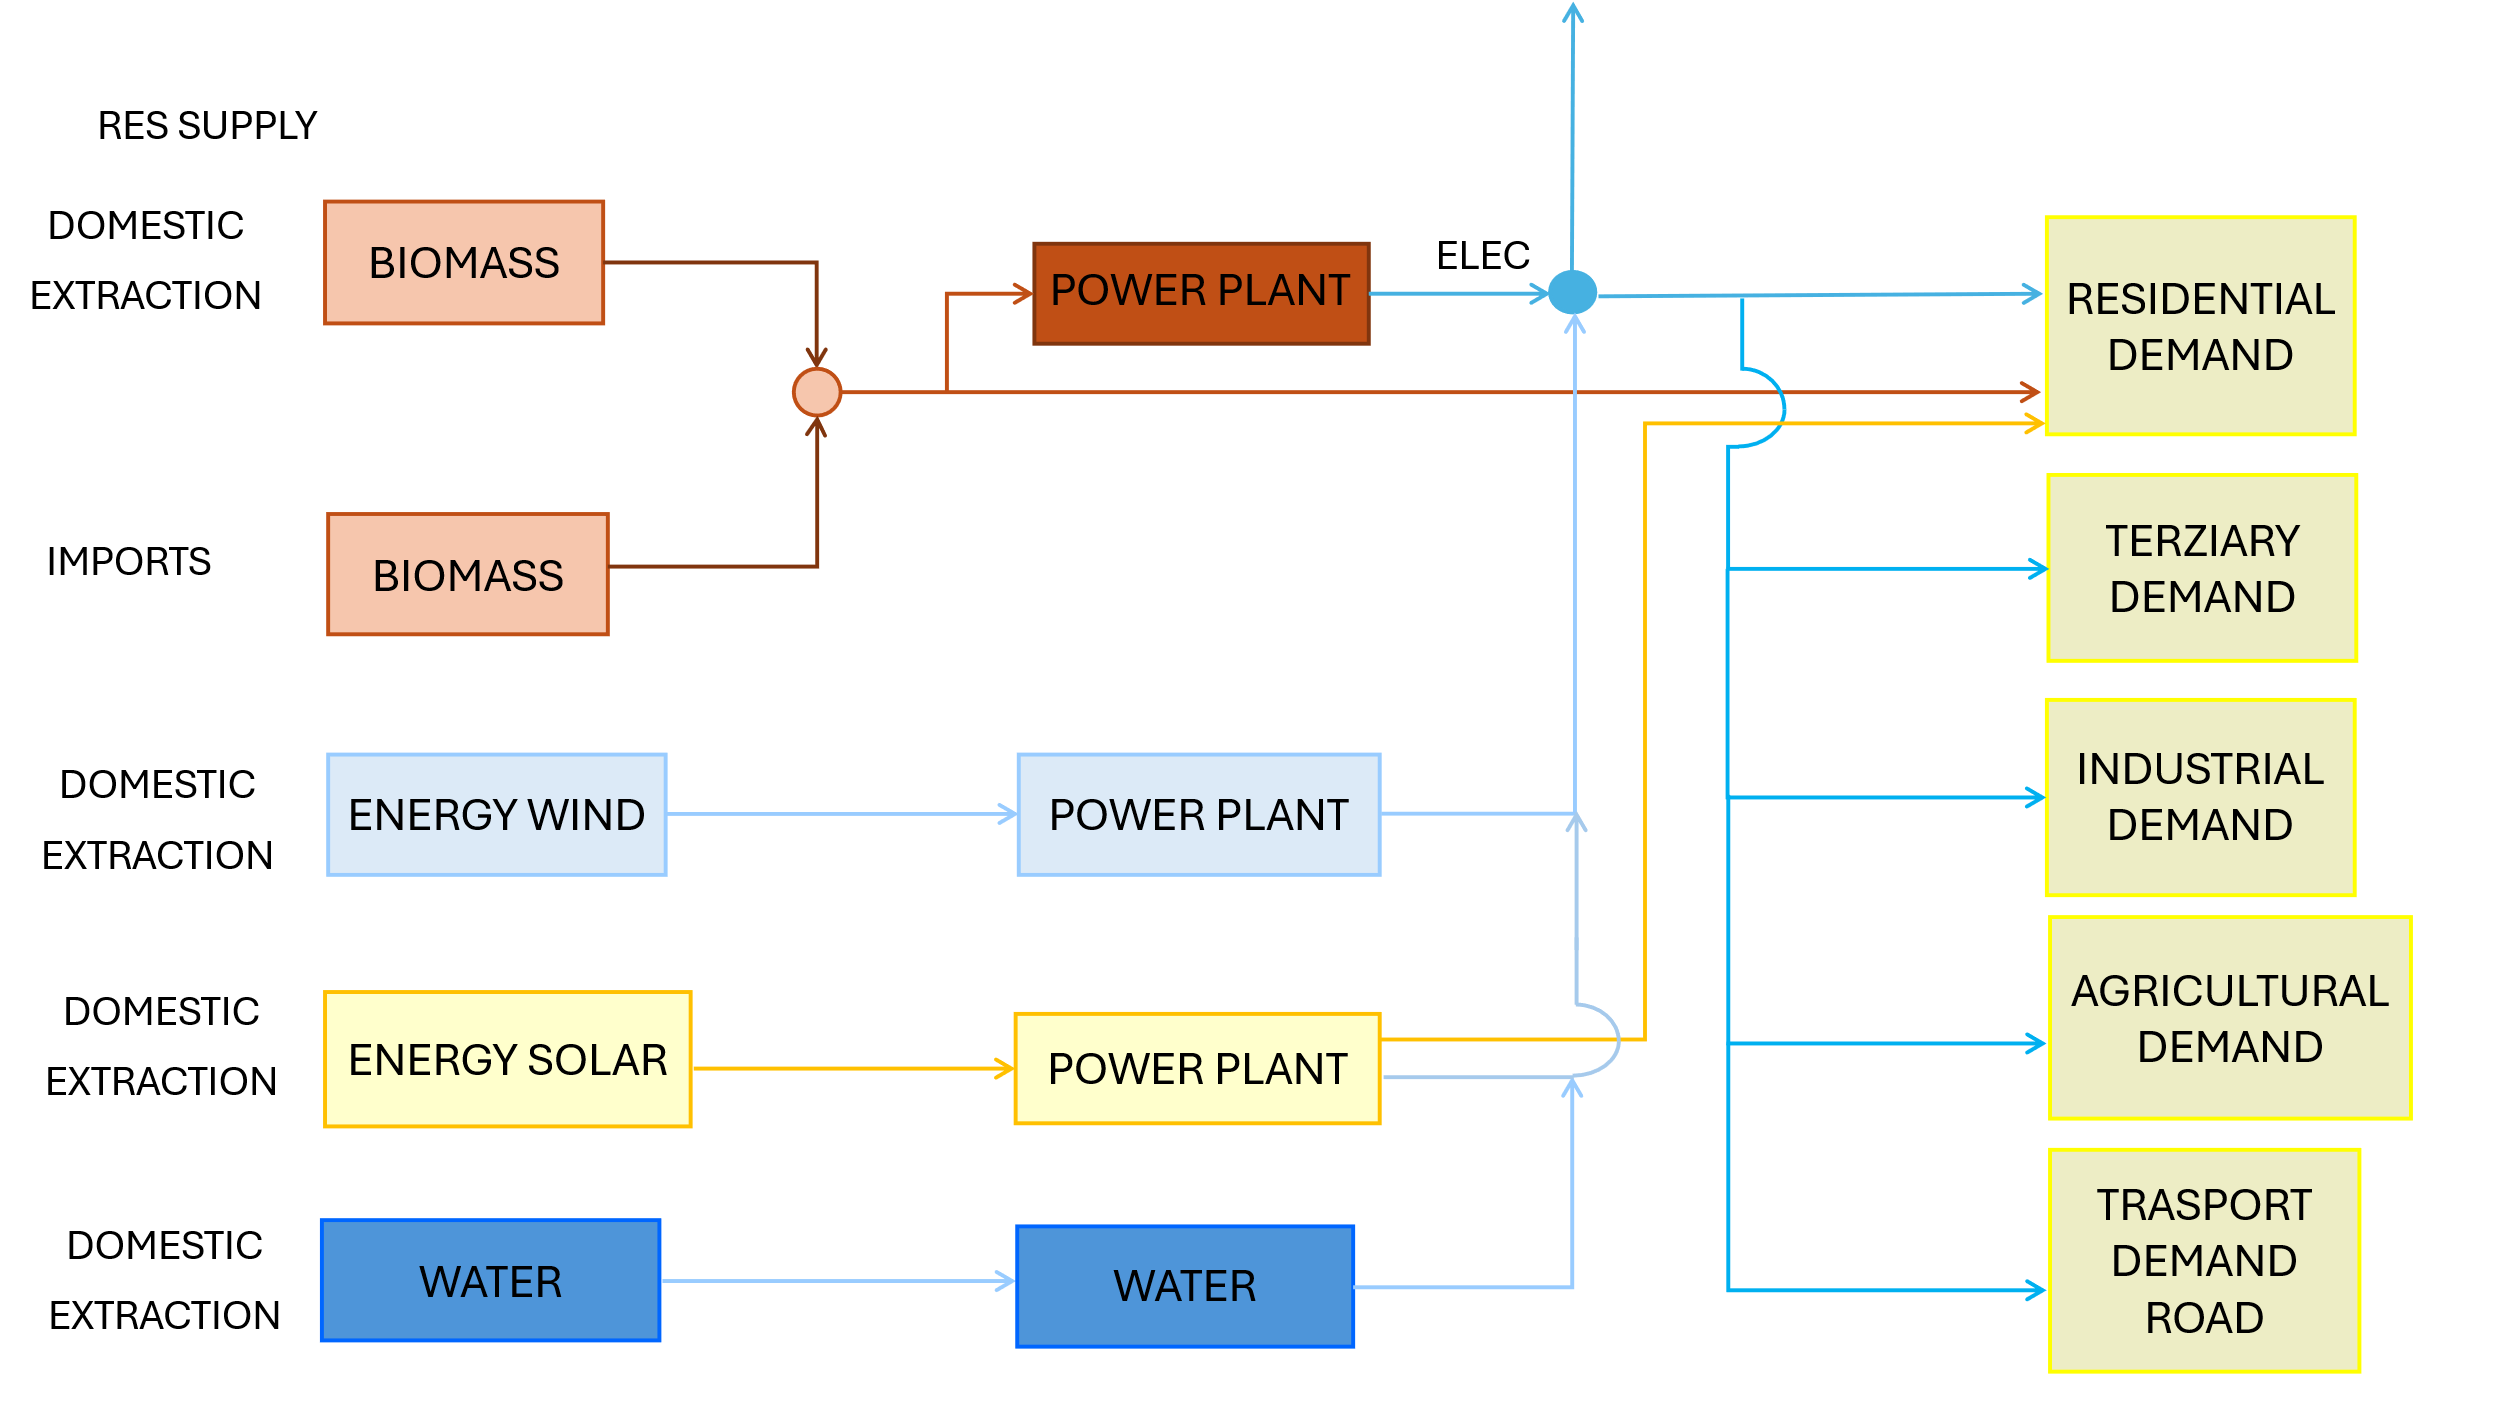 RES SUPPLY
DOMESTIC
EXTRACTION
BIOMASS
POWER PLANT
ELEC
RESIDENTIAL
DEMAND
IMPORTS
BIOMASS
TERZIARY
DEMAND
DOMESTIC
EXTRACTION
ENERGY WIND
POWER PLANT
INDUSTRIAL
DEMAND
DOMESTIC
EXTRACTION
ENERGY SOLAR
POWER PLANT
AGRICULTURAL
DEMAND
DOMESTIC
EXTRACTION
WATER
WATER
TRASPORT
DEMAND
ROAD